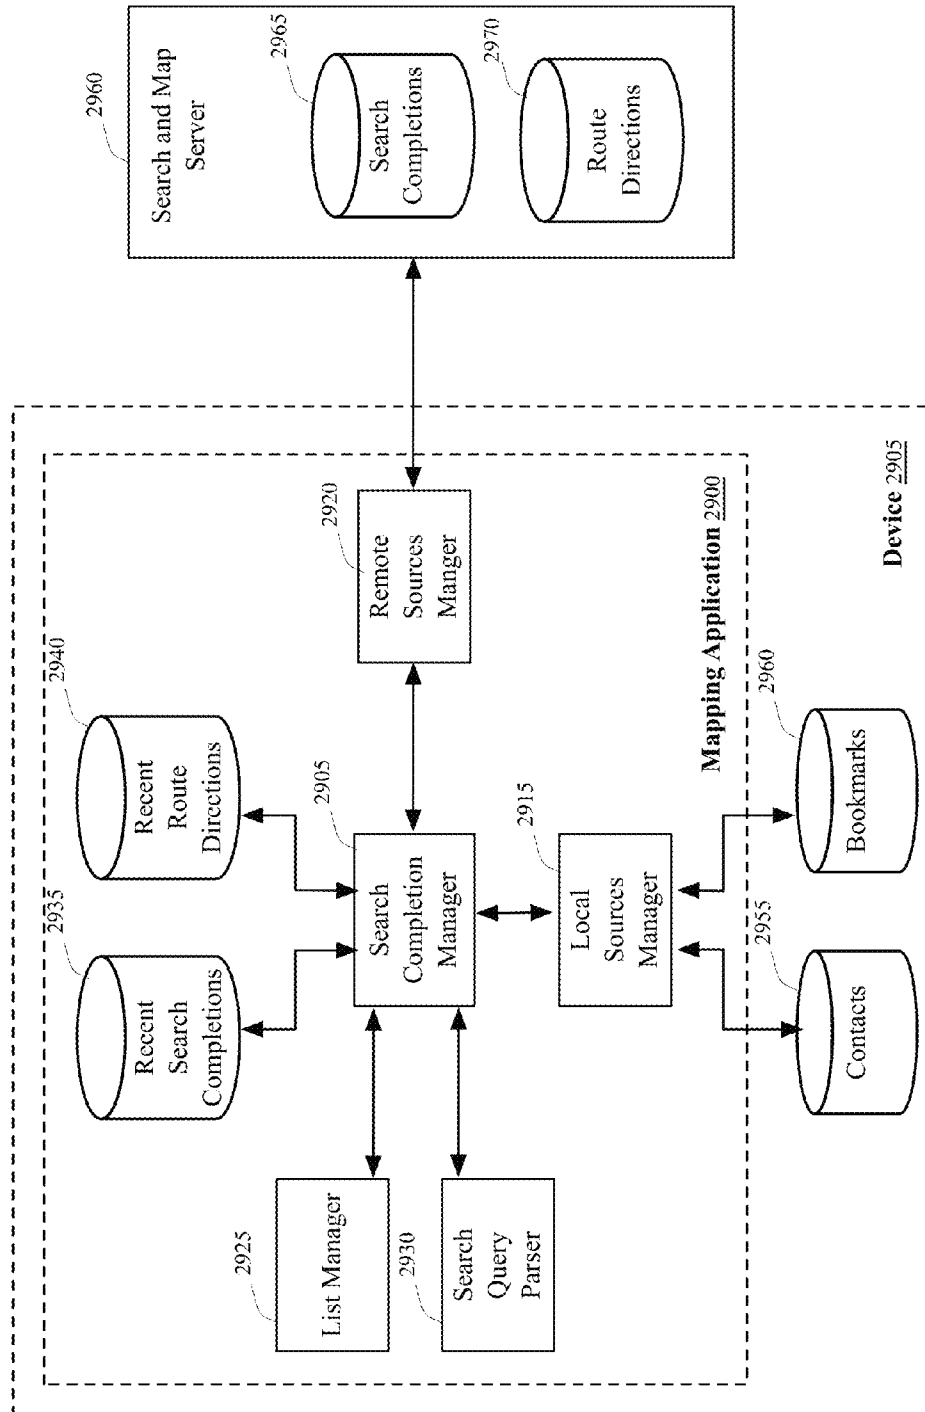 2925
List Manager
2930
Search
Query
Parser
2935
Recent
Search
Completions
2940
Recent
Route
Directions
2905
Search
Completion
Manager
2915
Local
Sources
Manager
2955
Contacts
2960
Bookmarks
2920
Remote
Sources
Manger
Mapping Application 2900
Device 2905
2960
Search and Map
Server
2965
Search
Completions
2970
Route
Directions